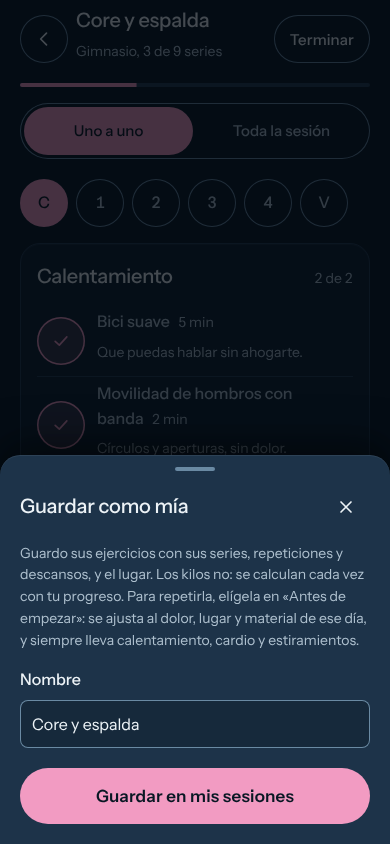 Core y espalda
Gimnasio, 3 de 9 series
Terminar
Uno a uno
Toda la sesión
C
1
2
3
4
V
Calentamiento
2 de 2
Bici suave 5 min
Que puedas hablar sin ahogarte.
Movilidad de hombros con
banda 2 min
Círculos y aperturas, sin dolor.
Guardar como mía
Guardo sus ejercicios con sus series, repeticiones y
descansos, y el lugar. Los kilos no: se calculan cada vez
con tu progreso. Para repetirla, elígela en «Antes de
empezar»: se ajusta al dolor, lugar y material de ese día,
y siempre lleva calentamiento, cardio y estiramientos.
Nombre
Core y espalda
Guardar en mis sesiones